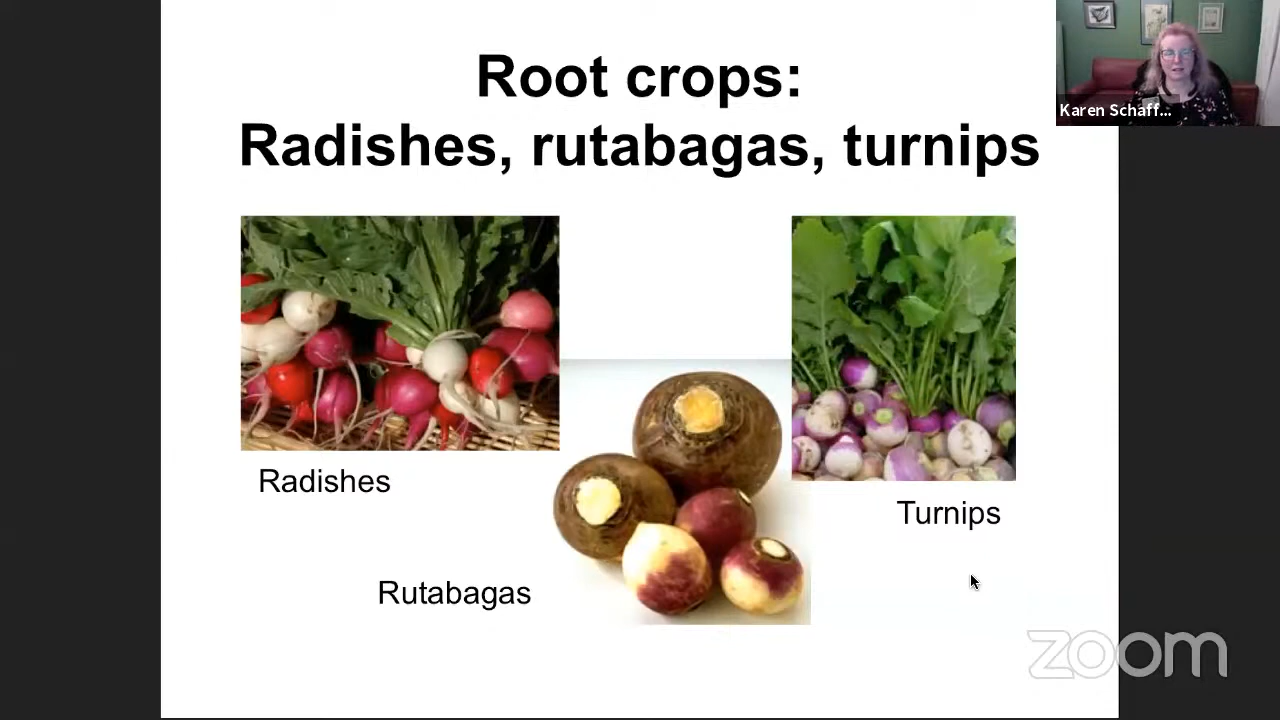 Root crops:
Radishes, rutabagas, turnips
Karen Schaff...
Radishes
Turnips
Rutabagas
zoom